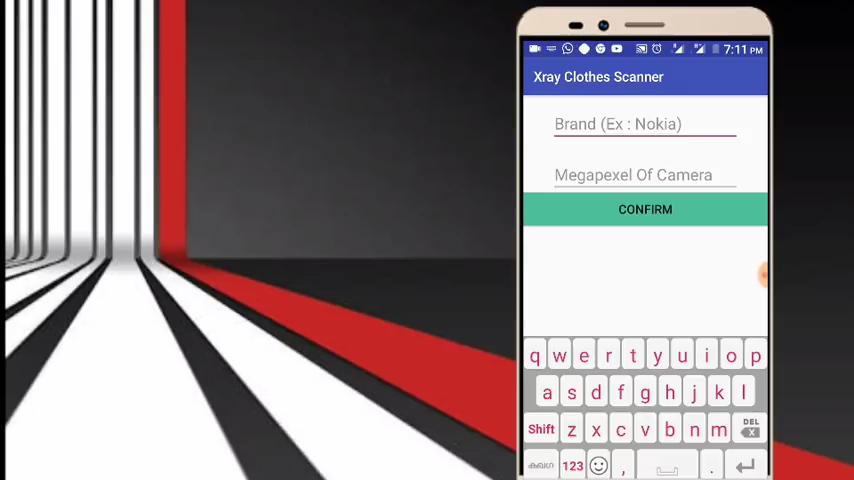 7:11 PM
Xray Clothes Scanner
Brand (Ex : Nokia)
Megapexel Of Camera
CONFIRM
q w e r t y u i o p
a s d f g h j k l
Shift z x c v b n m DEL
123 , .